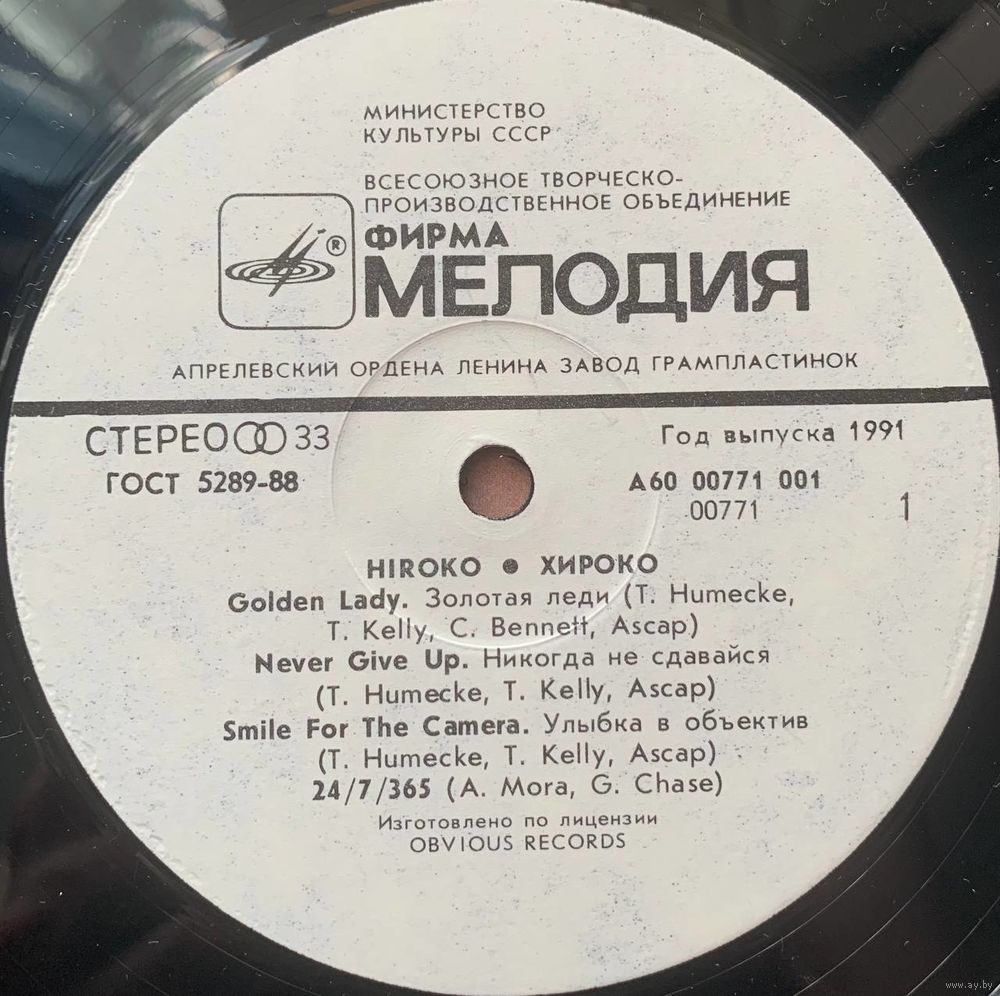 МИНИСТЕРСТВО
КУЛЬТУРЫ СССР
ВСЕСОЮЗНОЕ ТВОРЧЕСКО-
ПРОИЗВОДСТВЕННОЕ ОБЪЕДИНЕНИЕ
®
ФИРМА
МЕЛОДИЯ
АПРЕЛЕВСКИЙ ОРДЕНА ЛЕНИНА ЗАВОД ГРАМПЛАСТИНОК
СТЕРЕО 33
ГОСТ 5289-88
Год выпуска 1991
А60 00771 001
00771
1
HIROKO ● ХИРОКО
Golden Lady. Золотая леди (T. Humecke,
T. Kelly, C. Bennett, Ascap)
Never Give Up. Никогда не сдавайся
(T. Humecke, T. Kelly, Ascap)
Smile For The Camera. Улыбка в объектив
(T. Humecke, T. Kelly, Ascap)
24/7/365 (A. Mora, G. Chase)
Изготовлено по лицензии
OBVIOUS RECORDS
www.ay.by